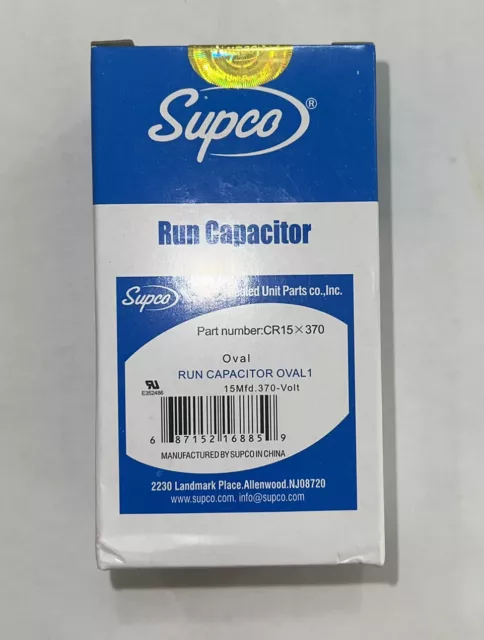 Unit Parts
Supco®
Run Capacitor
Supco
Unit Parts co.,Inc.
Part number:CR15×370
Oval
RUN CAPACITOR OVAL1
15Mfd.370-Volt
E352486
6 87152 16885 9
MANUFACTURED BY SUPCO IN CHINA
2230 Landmark Place.Allenwood.NJ08720
www.supco.com. info@supco.com